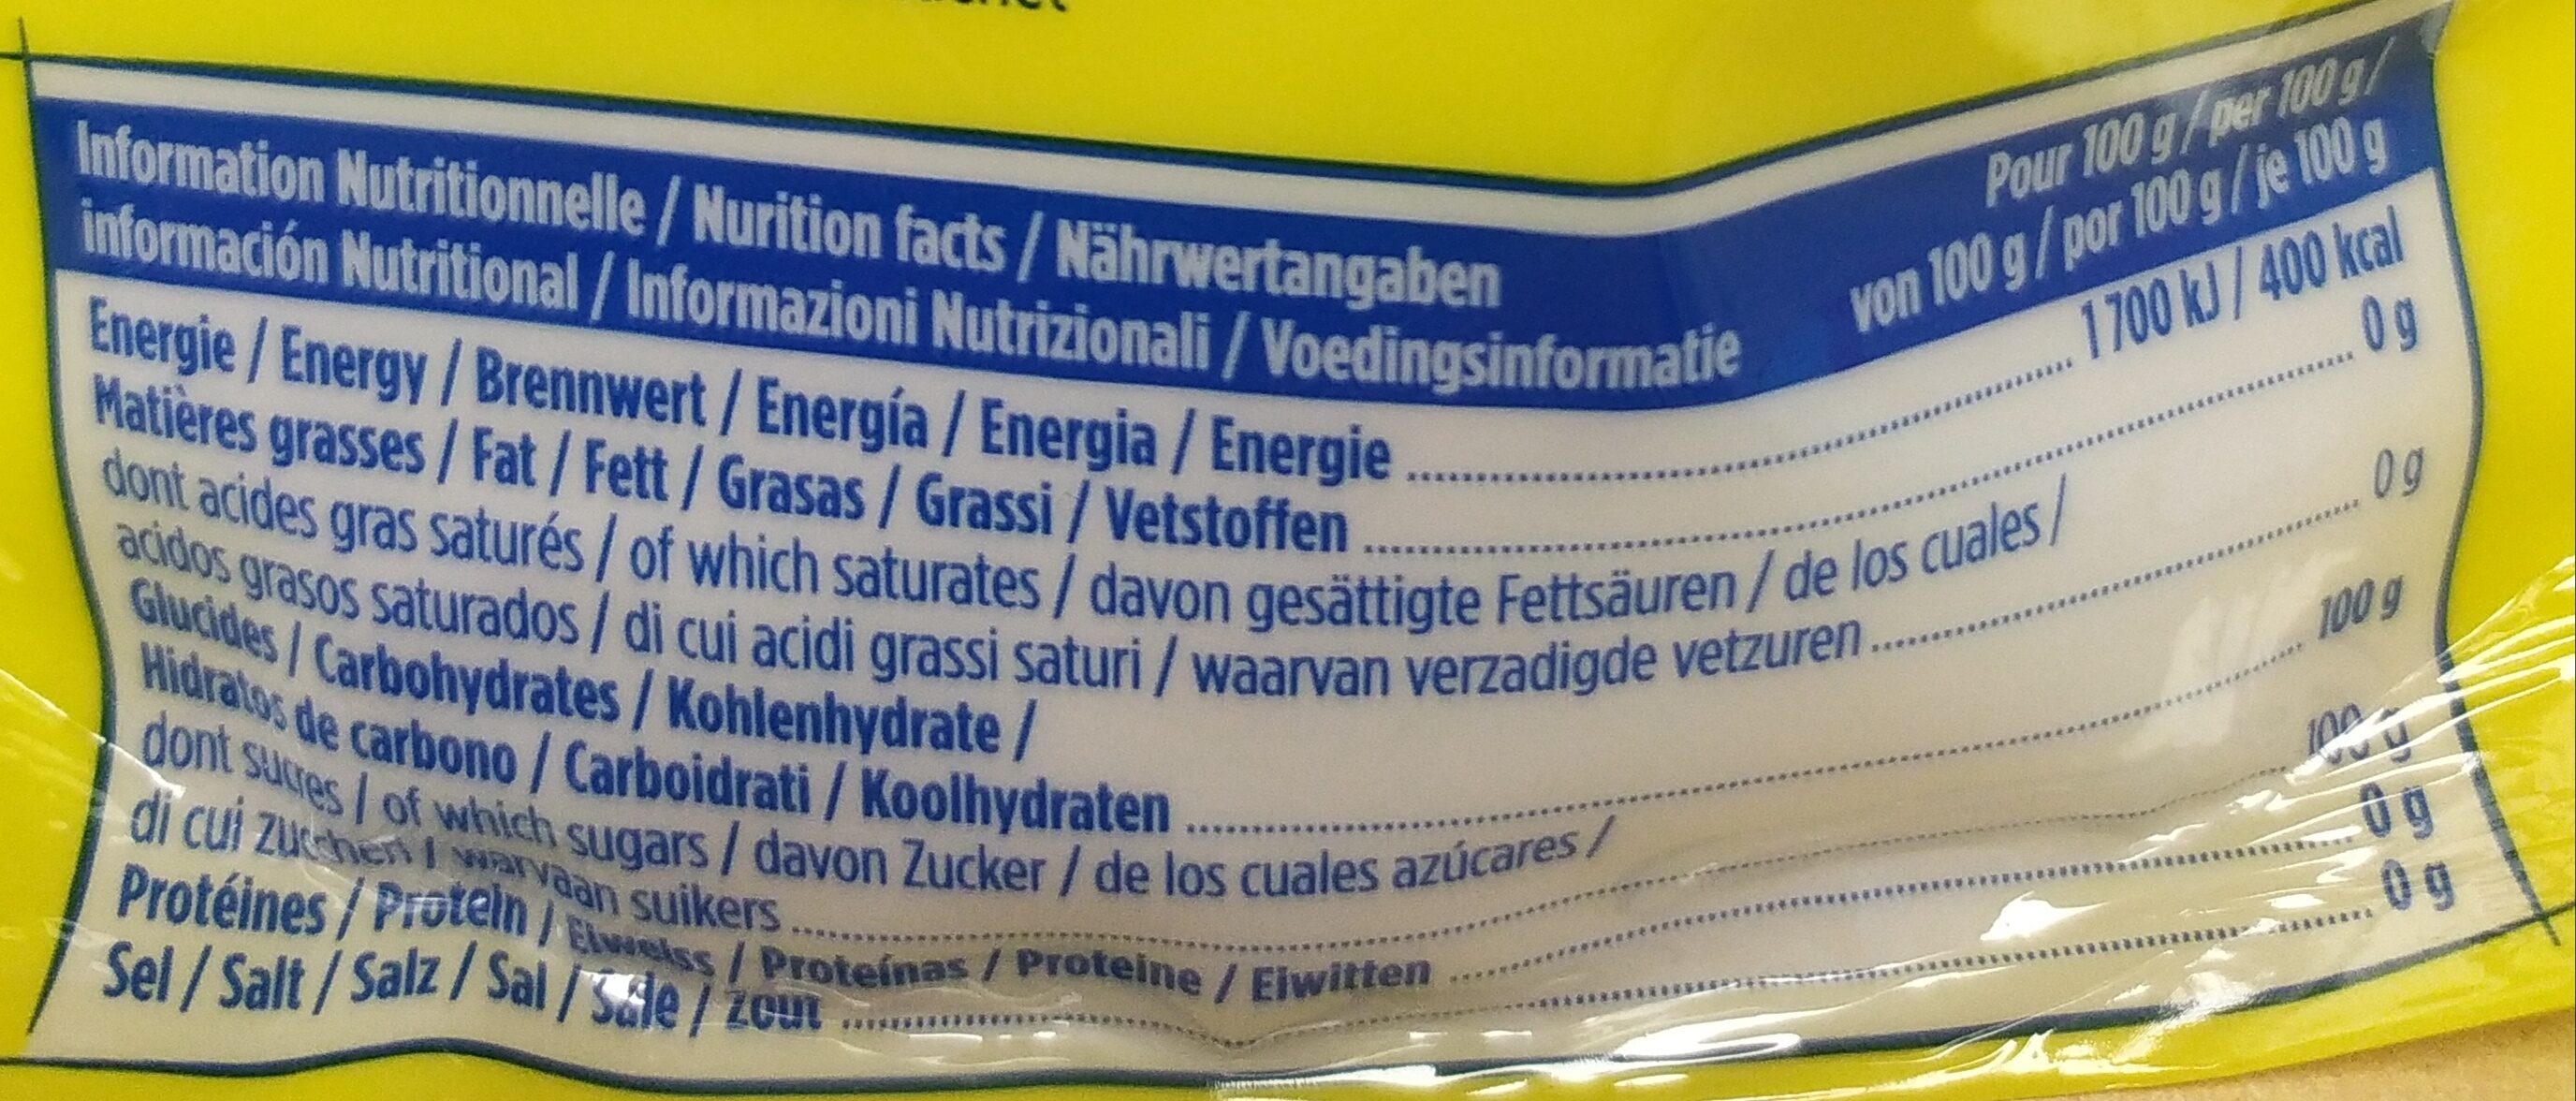 Information Nutritionnelle / Nurition facts / Nährwertangaben
información Nutritional / Informazioni Nutrizionali / Voedingsinformatie
Pour 100 g / per 100 g /
von 100 g / por 100 g / je 100 g
Energie / Energy / Brennwert / Energía / Energia / Energie ........ 1 700 kJ / 400 kcal
Matières grasses / Fat / Fett / Grasas / Grassi / Vetstoffen ........ 0 g
dont acides gras saturés / of which saturates / davon gesättigte Fettsäuren / de los cuales /
acidos grasos saturados / di cui acidi grassi saturi / waarvan verzadigde vetzuren ........ 0 g
Glucides / Carbohydrates / Kohlenhydrate /
Hidratos de carbono / Carboidrati / Koolhydraten ........ 100 g
dont sucres / of which sugars / davon Zucker / de los cuales azúcares /
di cui zuccheri / warvaan suikers ........ 100 g
Protéines / Protein / Eiweiss / Proteínas / Proteine / Eiwitten ........ 0 g
Sel / Salt / Salz / Sal / Sale / Zout ........ 0 g